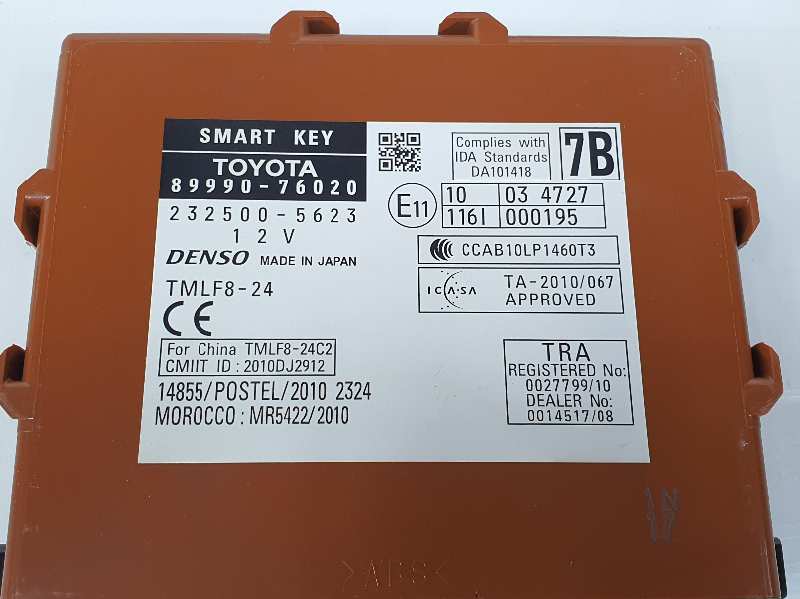 SMART KEY
TOYOTA
89990-76020
232500-5623
12V
DENSO MADE IN JAPAN
TMLF8-24
CE
For China TMLF8-24C2
CMIIT ID : 2010DJ2912
14855/POSTEL/2010 2324
MOROCCO : MR5422/2010
Complies with
IDA Standards
DA101418
7B
E11
10 03 4727
116I 000195
CCAB10LP1460T3
ICASA
TA-2010/067
APPROVED
TRA
REGISTERED No:
0027799/10
DEALER No:
0014517/08
>ABS<